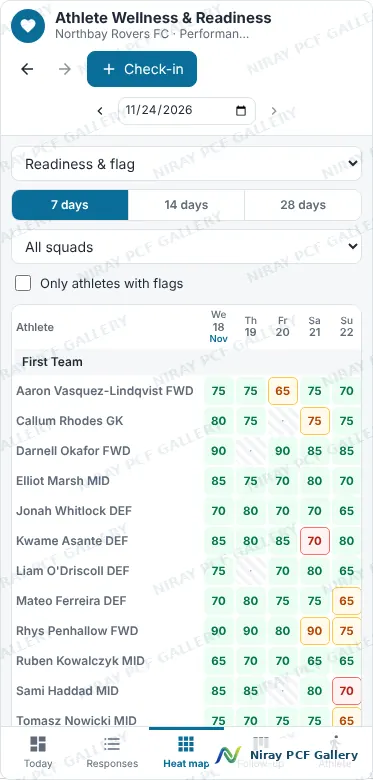 Athlete Wellness & Readiness
Northbay Rovers FC · Performan...
+ Check-in
11/24/2026
Readiness & flag
7 days 14 days 28 days
All squads
Only athletes with flags
Athlete We 18 Nov Th 19 Fr 20 Sa 21 Su 22
First Team
Aaron Vasquez-Lindqvist FWD 75 75 65 75 70
Callum Rhodes GK 80 75 · 75 75
Darnell Okafor FWD 90 · 90 85 85
Elliot Marsh MID 85 75 70 80 70
Jonah Whitlock DEF 70 80 70 70 65
Kwame Asante DEF 85 80 85 70 80
Liam O'Driscoll DEF 75 · 70 80 65
Mateo Ferreira DEF 70 80 75 75 65
Rhys Penhallow FWD 90 90 80 90 75
Ruben Kowalczyk MID 65 70 70 65 65
Sami Haddad MID 85 85 · 80 70
Tomasz Nowicki MID 75 75 75 75 65
Today Responses Heat map Follow-up Athlete
Niray PCF Gallery
NIRAY PCF GALLERY